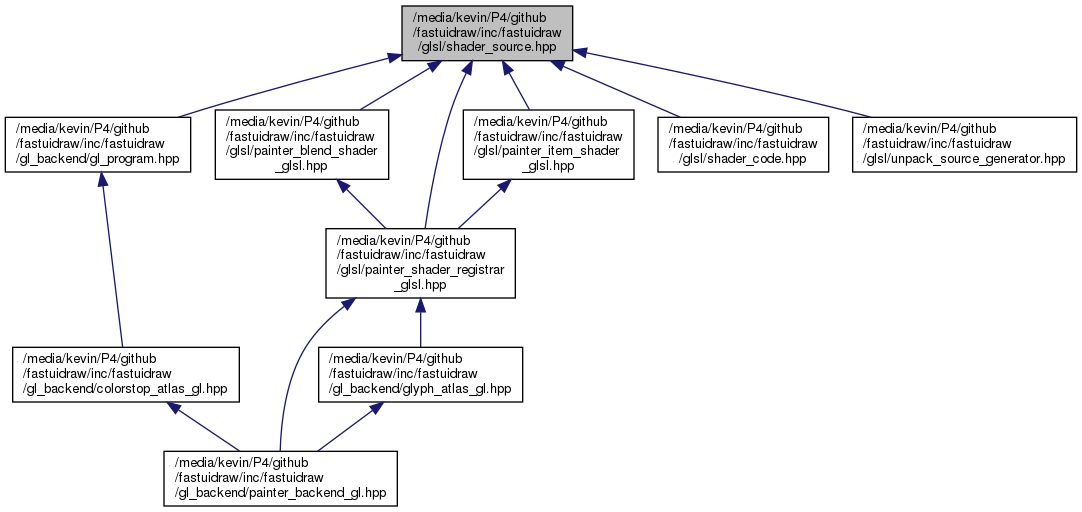 /media/kevin/P4/github
/fastuidraw/inc/fastuidraw
/glsl/shader_source.hpp
/media/kevin/P4/github
/fastuidraw/inc/fastuidraw
/gl_backend/gl_program.hpp
/media/kevin/P4/github
/fastuidraw/inc/fastuidraw
/glsl/painter_blend_shader
_glsl.hpp
/media/kevin/P4/github
/fastuidraw/inc/fastuidraw
/glsl/painter_item_shader
_glsl.hpp
/media/kevin/P4/github
/fastuidraw/inc/fastuidraw
/glsl/shader_code.hpp
/media/kevin/P4/github
/fastuidraw/inc/fastuidraw
/glsl/unpack_source_generator.hpp
/media/kevin/P4/github
/fastuidraw/inc/fastuidraw
/glsl/painter_shader_registrar
_glsl.hpp
/media/kevin/P4/github
/fastuidraw/inc/fastuidraw
/gl_backend/colorstop_atlas_gl.hpp
/media/kevin/P4/github
/fastuidraw/inc/fastuidraw
/gl_backend/glyph_atlas_gl.hpp
/media/kevin/P4/github
/fastuidraw/inc/fastuidraw
/gl_backend/painter_backend_gl.hpp